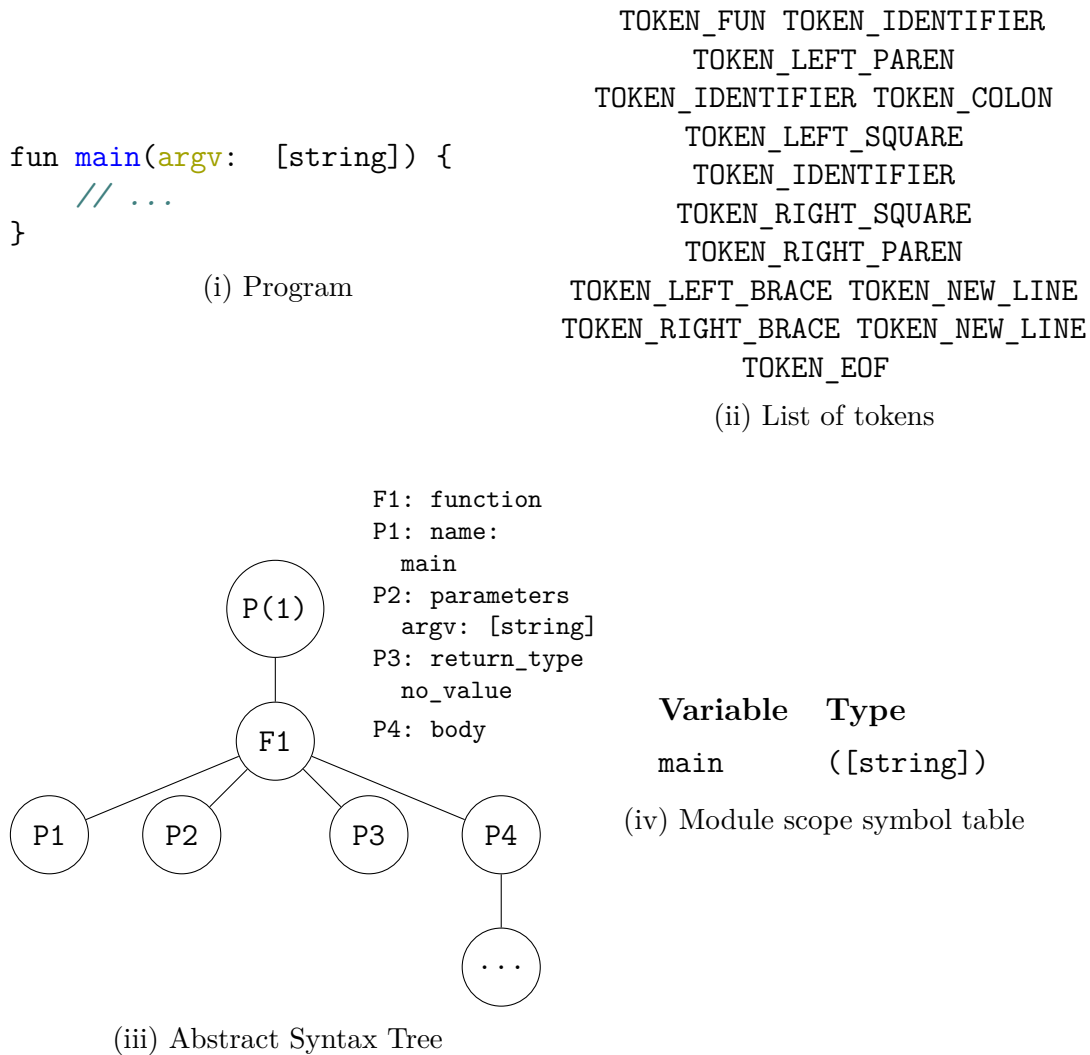 fun main(argv:  [string]) {
    // ...
}
(i) Program
TOKEN_FUN TOKEN_IDENTIFIER
TOKEN_LEFT_PAREN
TOKEN_IDENTIFIER TOKEN_COLON
TOKEN_LEFT_SQUARE
TOKEN_IDENTIFIER
TOKEN_RIGHT_SQUARE
TOKEN_RIGHT_PAREN
TOKEN_LEFT_BRACE TOKEN_NEW_LINE
TOKEN_RIGHT_BRACE TOKEN_NEW_LINE
TOKEN_EOF
(ii) List of tokens
P(1)
F1
P1 P2 P3 P4
...
F1: function
P1: name:
  main
P2: parameters
  argv: [string]
P3: return_type
  no_value
P4: body
(iii) Abstract Syntax Tree
Variable Type
main ([string])
(iv) Module scope symbol table